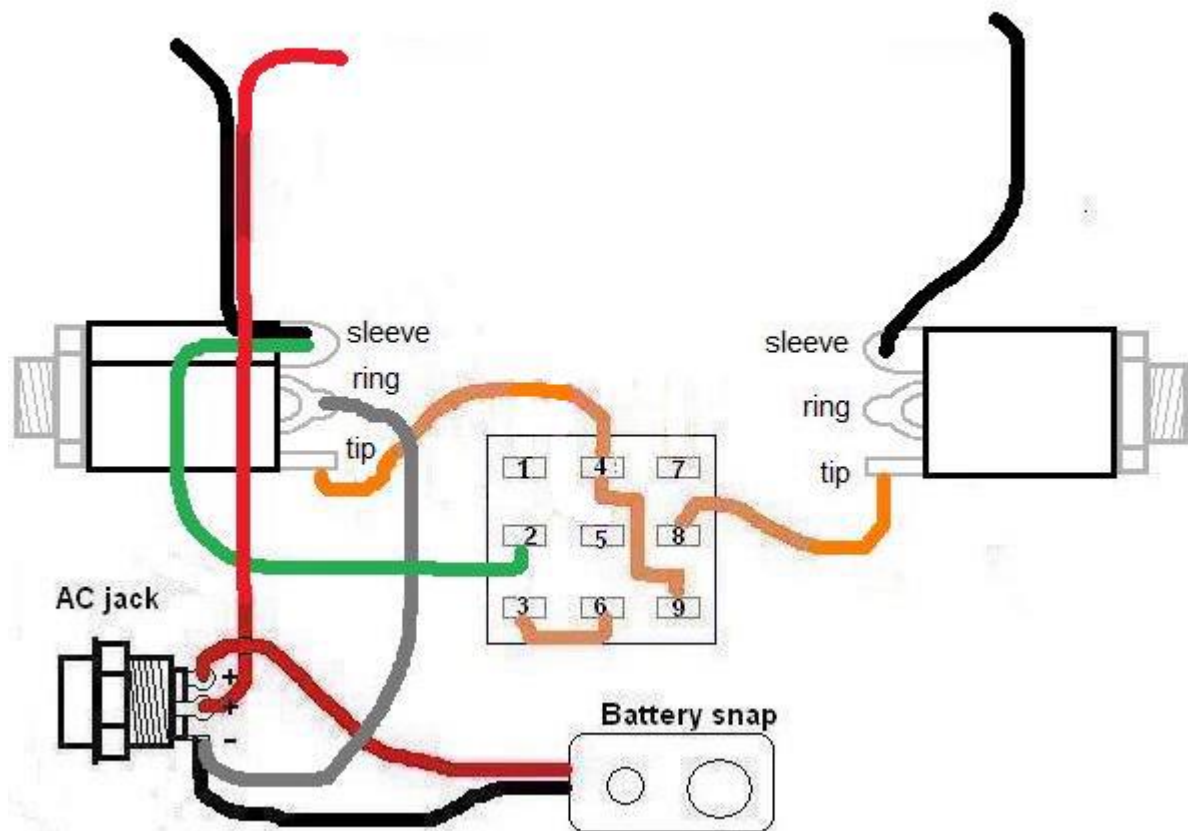 sleeve
ring
tip
sleeve
ring
tip
1 4 7
2 5 8
3 6 9
AC jack
+
+
-
Battery snap